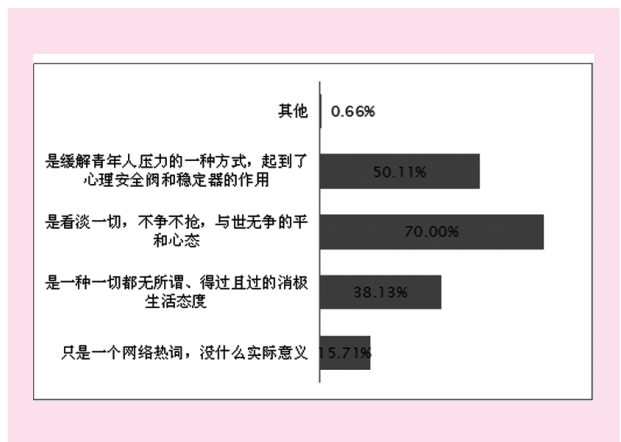 其他
0.66%
是缓解青年人压力的一种方式，起到了
心理安全阀和稳定器的作用
50.11%
是看淡一切，不争不抢，与世无争的平
和心态
70.00%
是一种一切都无所谓、得过且过的消极
生活态度
38.13%
只是一个网络热词，没什么实际意义
15.71%